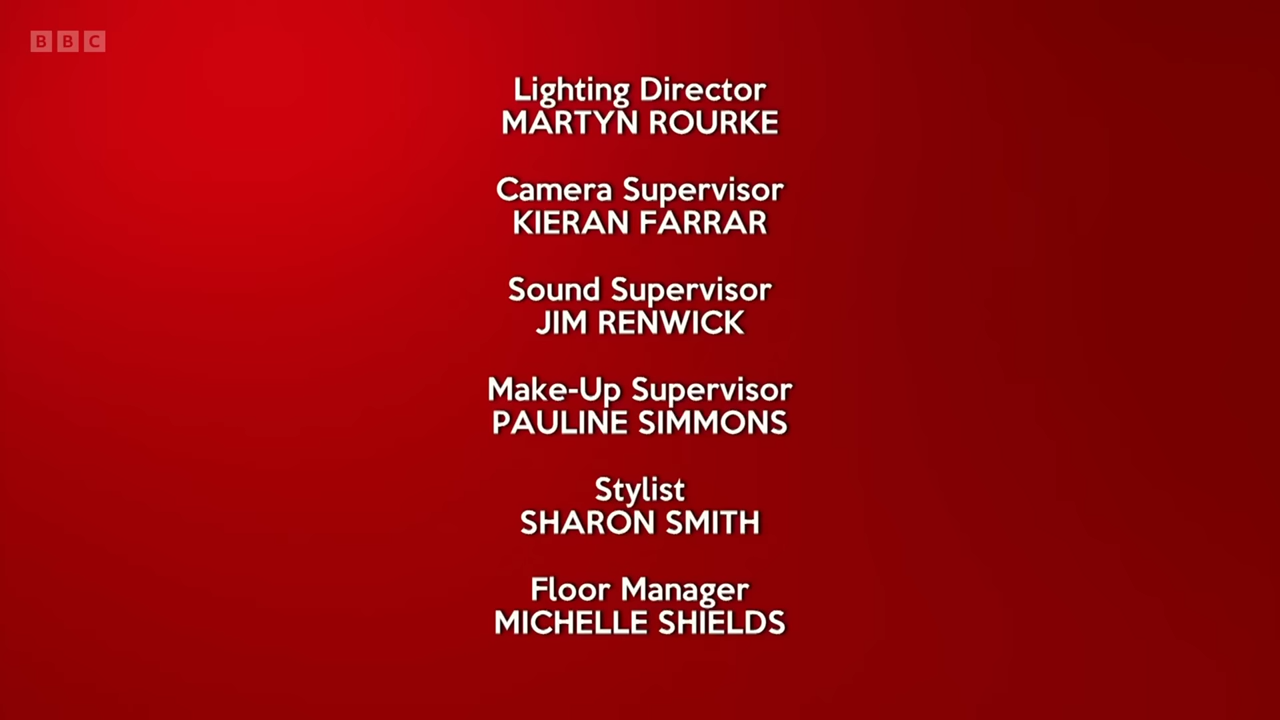 BBC
Lighting Director
MARTYN ROURKE
Camera Supervisor
KIERAN FARRAR
Sound Supervisor
JIM RENWICK
Make-Up Supervisor
PAULINE SIMMONS
Stylist
SHARON SMITH
Floor Manager
MICHELLE SHIELDS